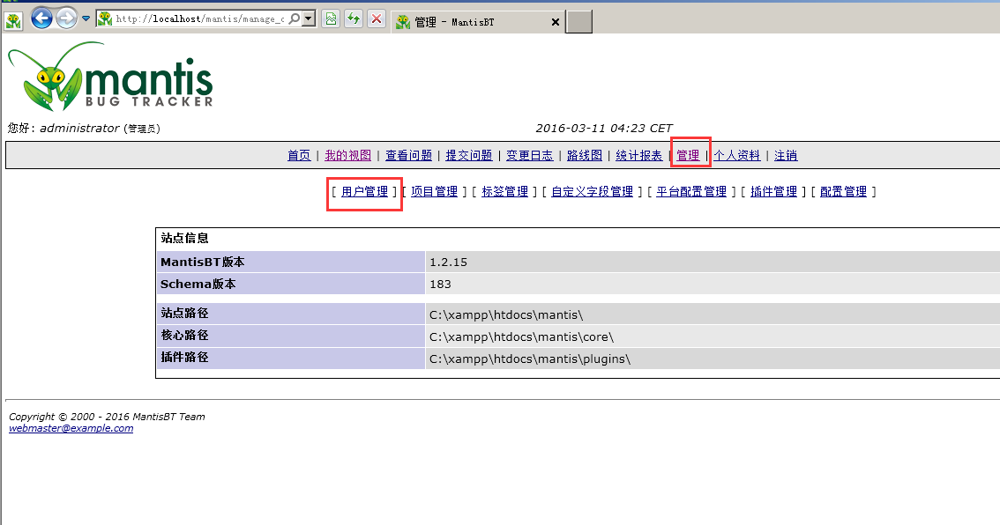 http://localhost/mantis/manage_
管理 - MantisBT
mantis
BUG TRACKER
您好: administrator (管理员)
2016-03-11 04:23 CET
首页 | 我的视图 | 查看问题 | 提交问题 | 变更日志 | 路线图 | 统计报表 | 管理 | 个人资料 | 注销
[ 用户管理 ] [ 项目管理 ] [ 标签管理 ] [ 自定义字段管理 ] [ 平台配置管理 ] [ 插件管理 ] [ 配置管理 ]
站点信息
MantisBT版本 1.2.15
Schema版本 183
站点路径 C:\xampp\htdocs\mantis\
核心路径 C:\xampp\htdocs\mantis\core\
插件路径 C:\xampp\htdocs\mantis\plugins\
Copyright © 2000 - 2016 MantisBT Team
webmaster@example.com